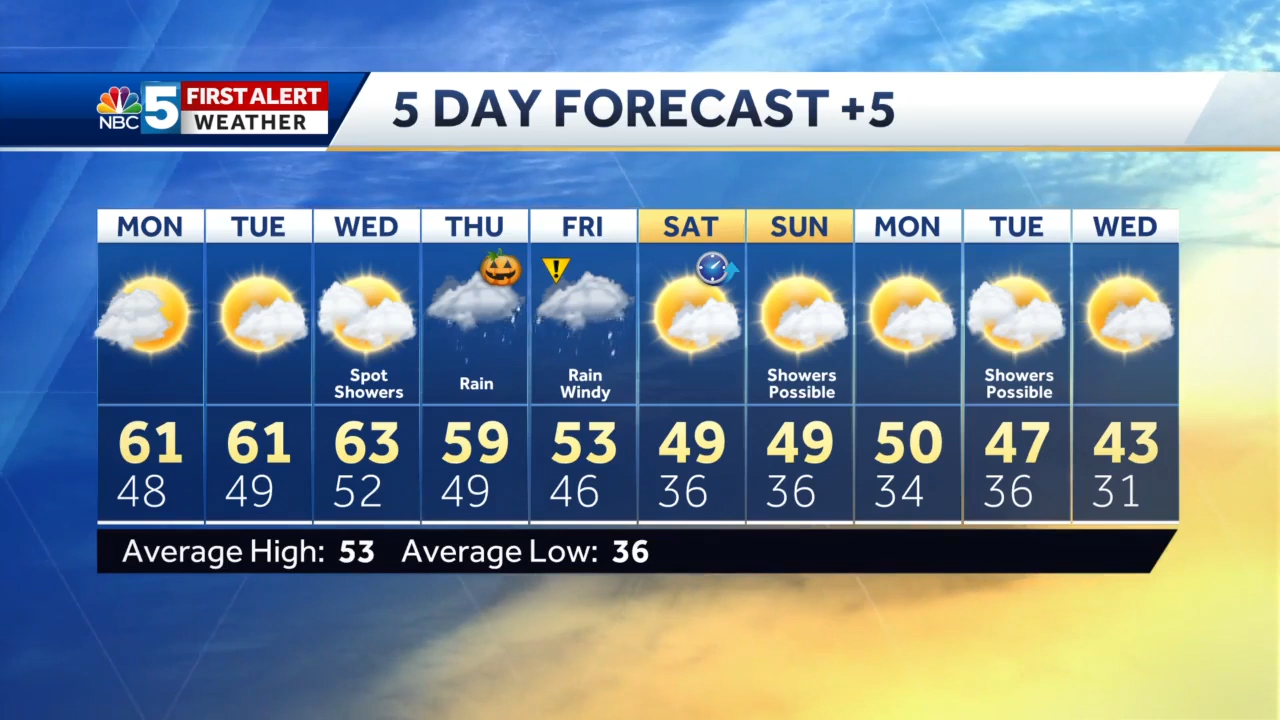 NBC 5 FIRST ALERT
WEATHER
5 DAY FORECAST +5
MON TUE WED THU FRI SAT SUN MON TUE WED
Spot
Showers
Rain
Rain
Windy
Showers
Possible
Showers
Possible
61 61 63 59 53 49 49 50 47 43
48 49 52 49 46 36 36 34 36 31
Average High: 53 Average Low: 36